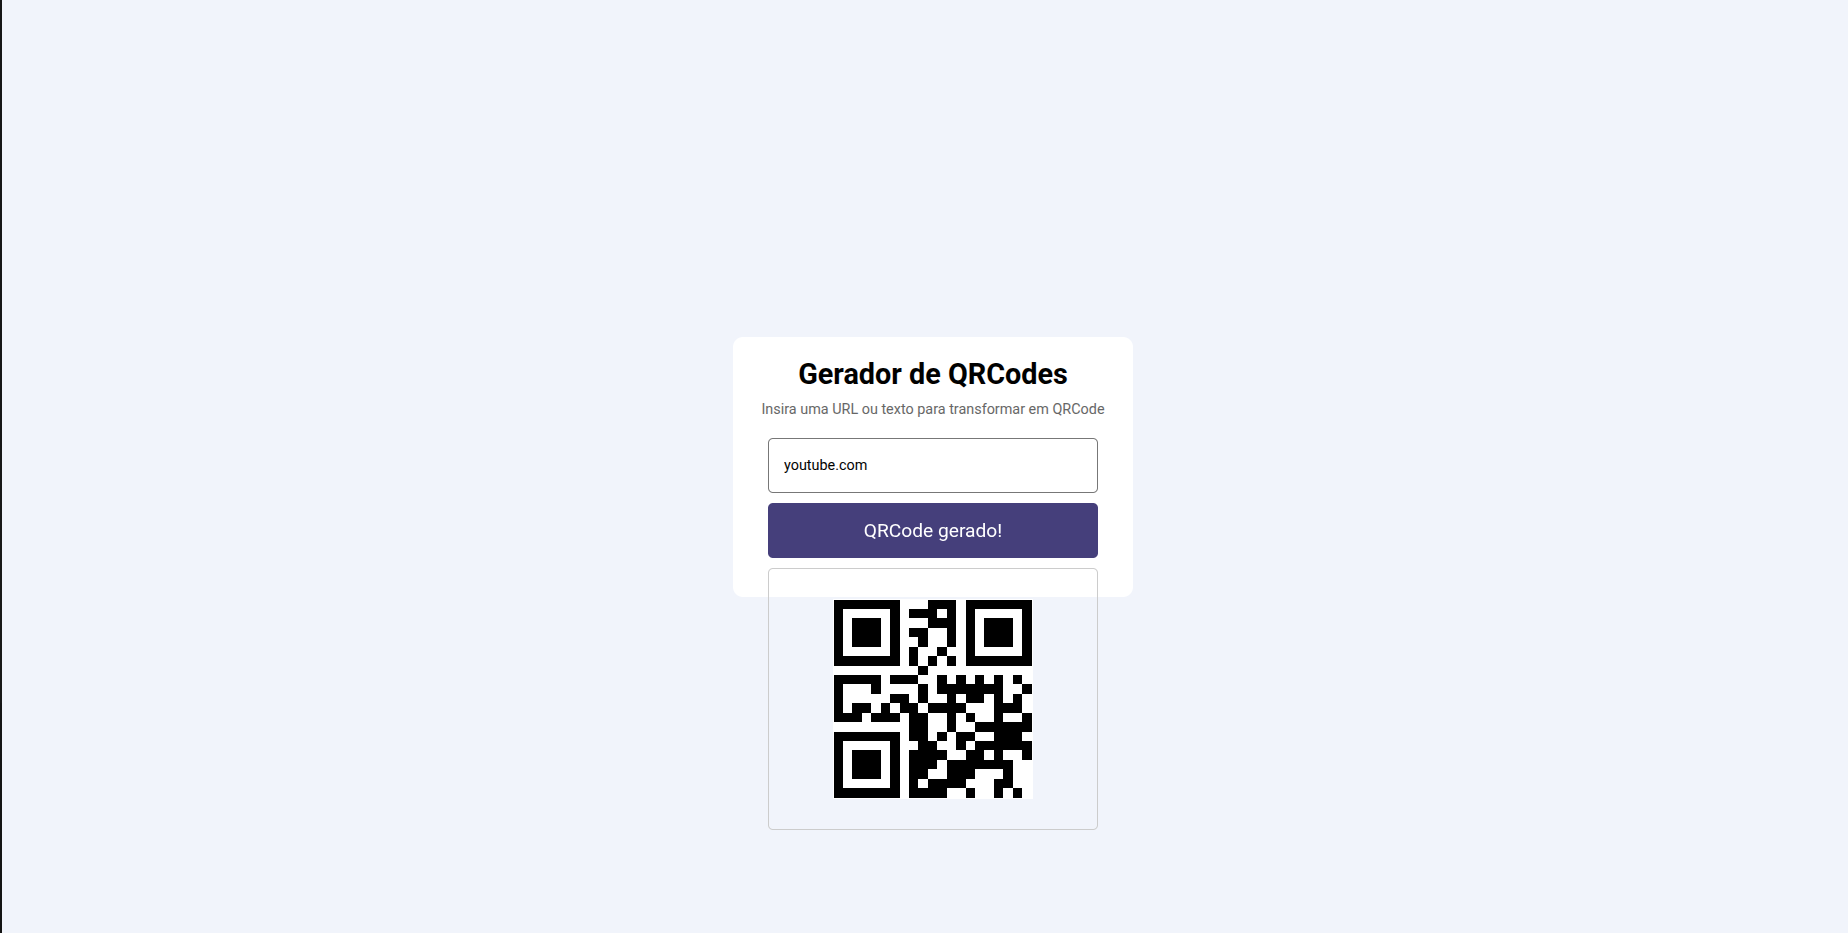 Gerador de QRCodes
Insira uma URL ou texto para transformar em QRCode
youtube.com
QRCode gerado!